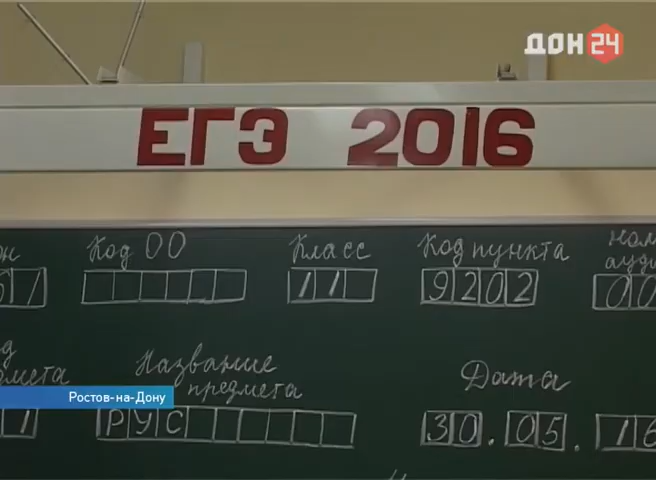 ДОН 24
ЕГЭ 2016
Код ОО Класс Код пункта
11 9202
Название предмета Дата
Ростов-на-Дону
РУС 30.05.16